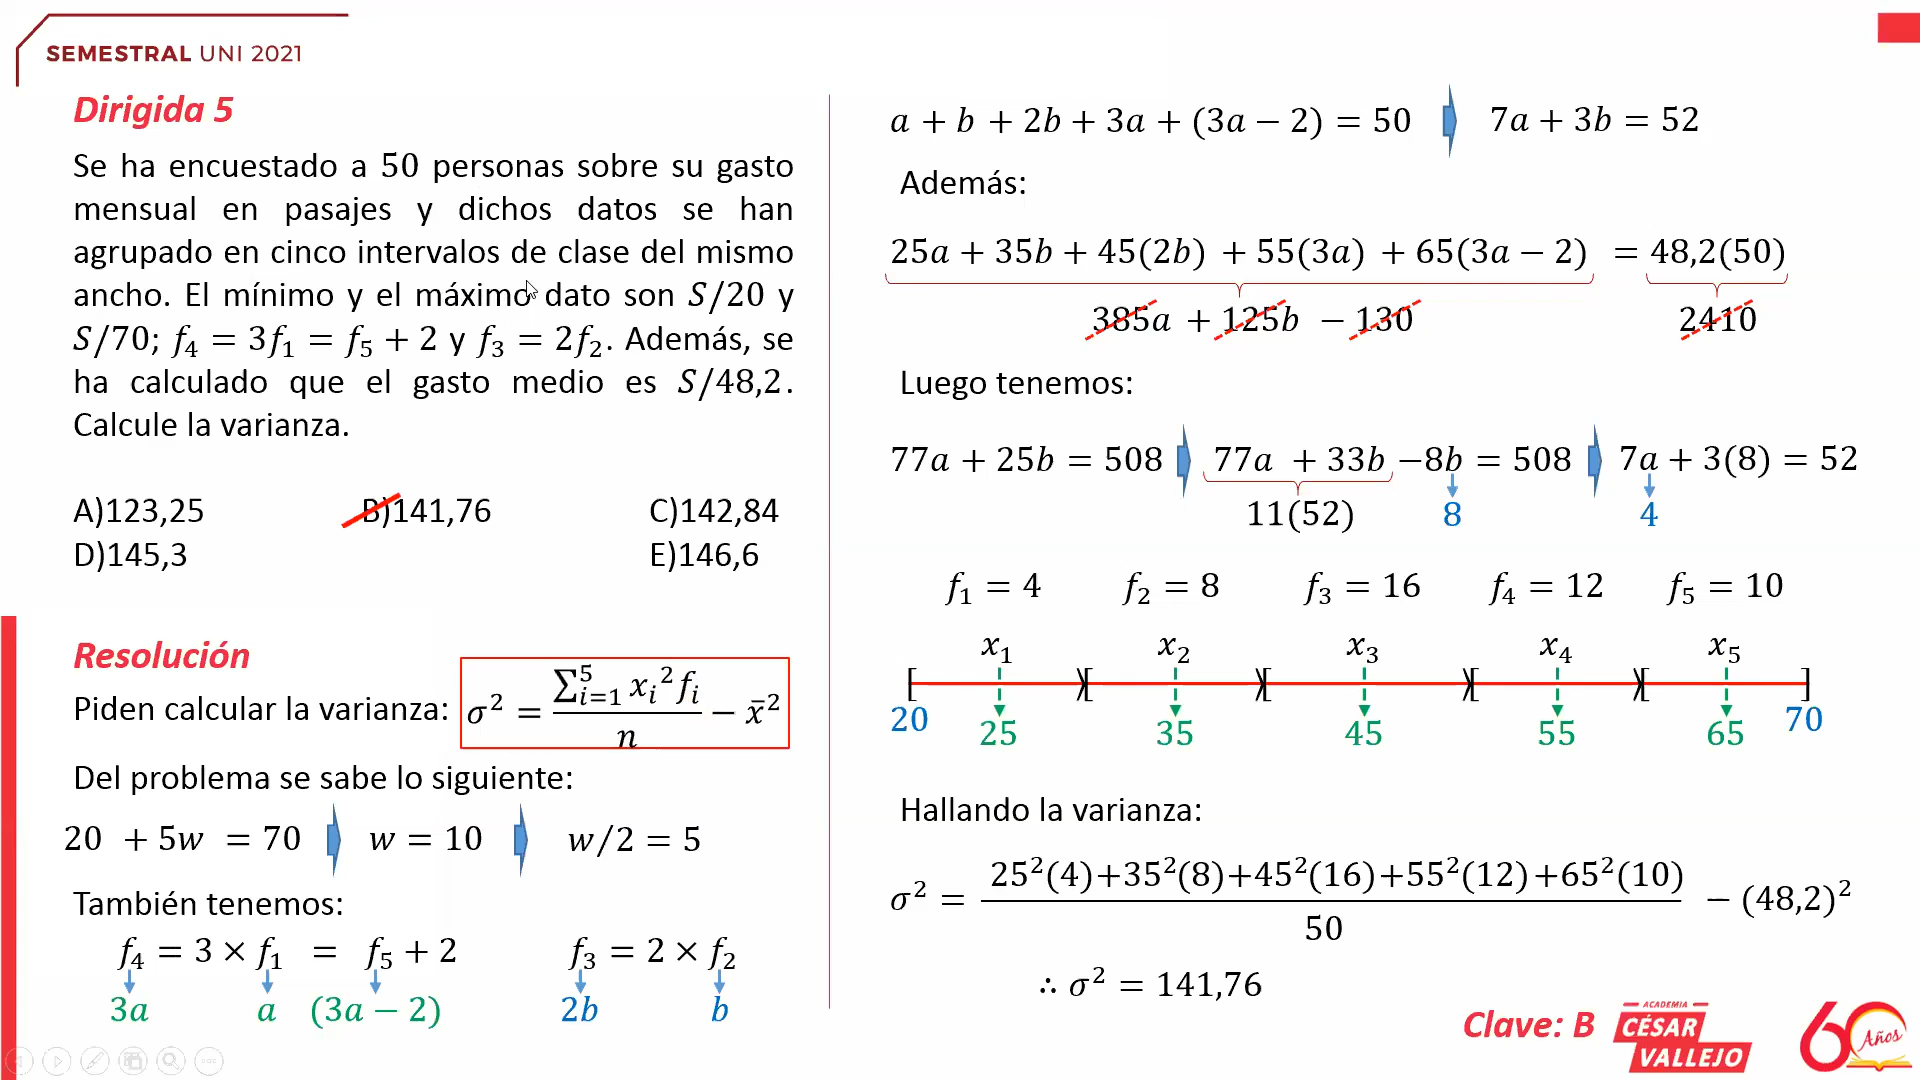 SEMESTRAL UNI 2021
Dirigida 5
Se ha encuestado a 50 personas sobre su gasto
mensual en pasajes y dichos datos se han
agrupado en cinco intervalos de clase del mismo
ancho. El mínimo y el máximo dato son S/20 y
S/70; f₄ = 3f₁ = f₅ + 2 y f₃ = 2f₂. Además, se
ha calculado que el gasto medio es S/48,2.
Calcule la varianza.
A)123,25 B)141,76 C)142,84
D)145,3 E)146,6
Resolución
Piden calcular la varianza: σ² = (∑ᵢ₌₁⁵ xᵢ² fᵢ)/n − x̄²
Del problema se sabe lo siguiente:
20 + 5w = 70 w = 10 w/2 = 5
También tenemos:
f₄ = 3 × f₁ = f₅ + 2 f₃ = 2 × f₂
3a a (3a − 2) 2b b
a + b + 2b + 3a + (3a − 2) = 50 7a + 3b = 52
Además:
25a + 35b + 45(2b) + 55(3a) + 65(3a − 2) = 48,2(50)
385a + 125b − 130 2410
Luego tenemos:
77a + 25b = 508 77a + 33b −8b = 508 7a + 3(8) = 52
11(52) 8 4
f₁ = 4 f₂ = 8 f₃ = 16 f₄ = 12 f₅ = 10
x₁ x₂ x₃ x₄ x₅
[ ⟩[ ⟩[ ⟩[ ⟩[ ]
20 25 35 45 55 65 70
Hallando la varianza:
σ² = (25²(4)+35²(8)+45²(16)+55²(12)+65²(10))/50 − (48,2)²
∴ σ² = 141,76
Clave: B
ACADEMIA
CÉSAR
VALLEJO
60 Años